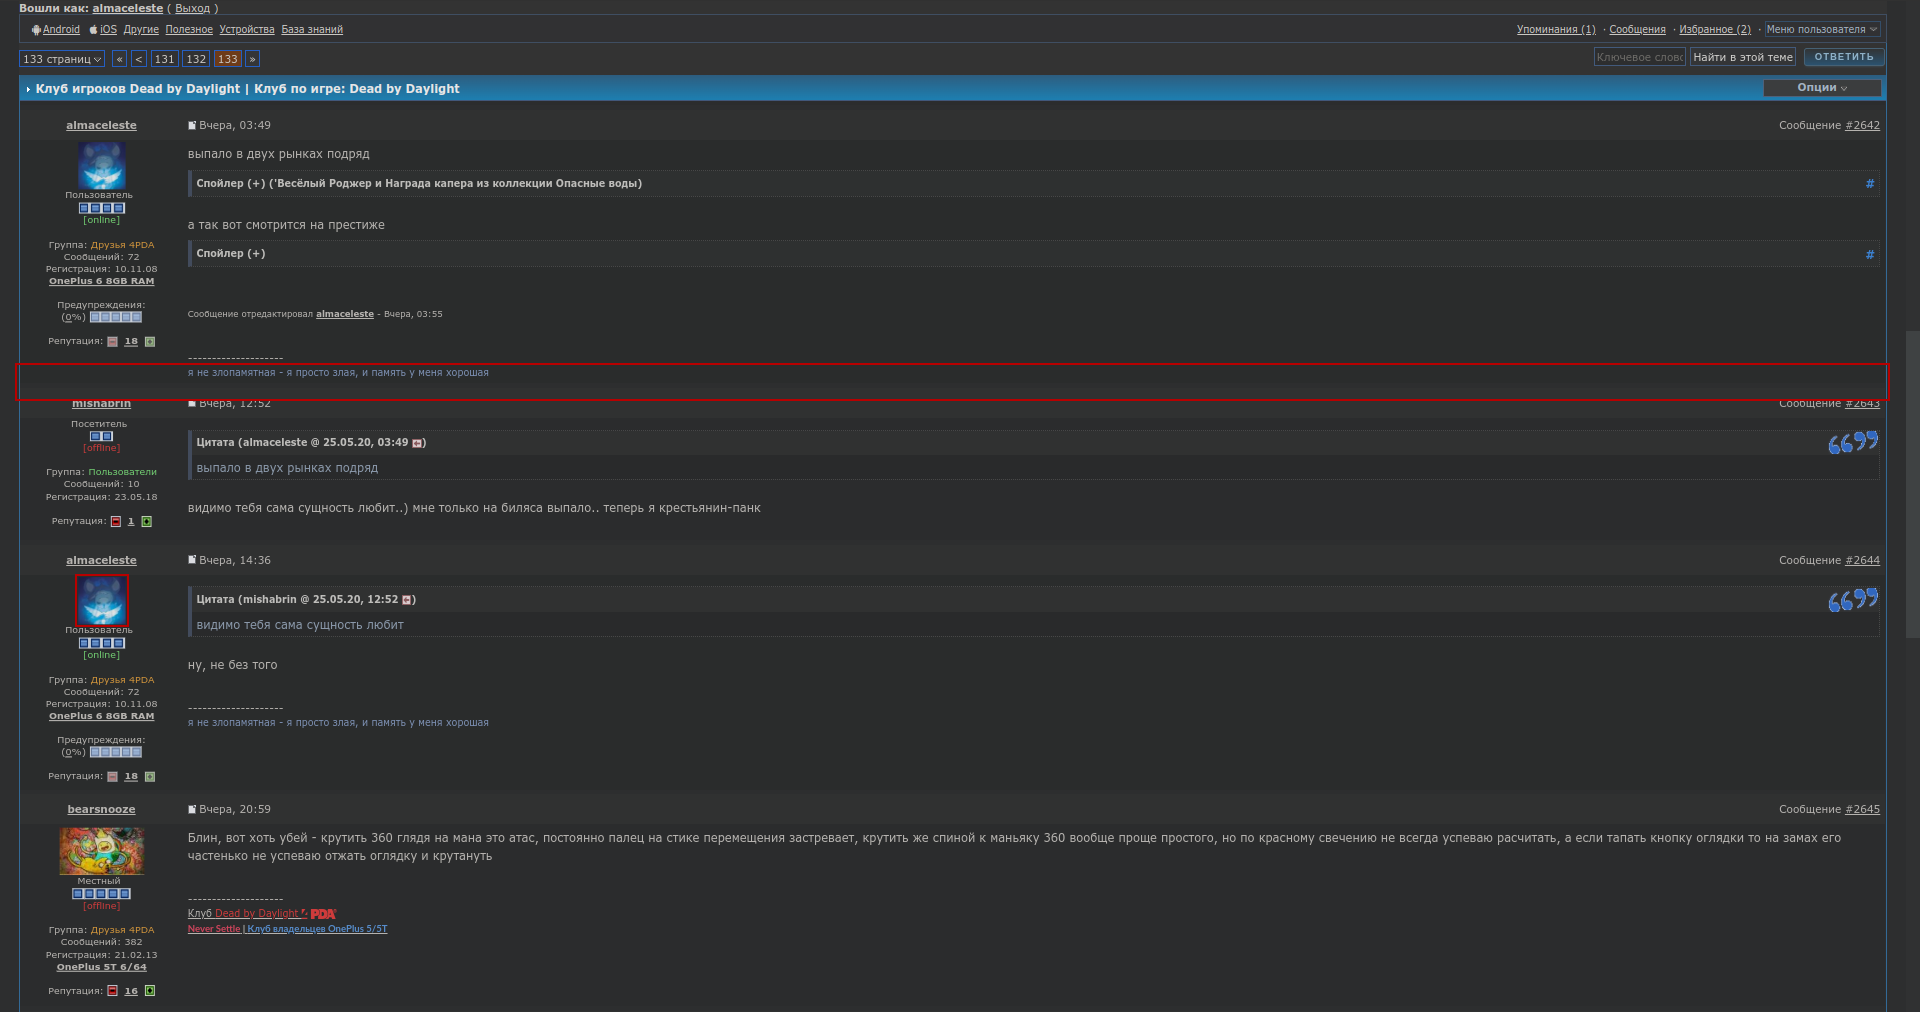 Вошли как: almaceleste ( Выход )
Android iOS Другие Полезное Устройства База знаний
Упоминания (1) · Сообщения · Избранное (2) · Меню пользователя
133 страниц « < 131 132 133 »
Ключевое слово Найти в этой теме ОТВЕТИТЬ
Клуб игроков Dead by Daylight | Клуб по игре: Dead by Daylight
Опции
almaceleste
Вчера, 03:49
Сообщение #2642
Пользователь
[online]
Группа: Друзья 4PDA
Сообщений: 72
Регистрация: 10.11.08
OnePlus 6 8GB RAM
Предупреждения:
(0%)
Репутация: 18
выпало в двух рынках подряд
Спойлер (+) ('Весёлый Роджер и Награда капера из коллекции Опасные воды)
#
а так вот смотрится на престиже
Спойлер (+)
#
Сообщение отредактировал almaceleste - Вчера, 03:55
--------------------
я не злопамятная - я просто злая, и память у меня хорошая
mishabrin
Вчера, 12:52
Сообщение #2643
Посетитель
[offline]
Группа: Пользователи
Сообщений: 10
Регистрация: 23.05.18
Репутация: 1
Цитата (almaceleste @ 25.05.20, 03:49 )
выпало в двух рынках подряд
видимо тебя сама сущность любит..) мне только на биляса выпало.. теперь я крестьянин-панк
almaceleste
Вчера, 14:36
Сообщение #2644
Пользователь
[online]
Группа: Друзья 4PDA
Сообщений: 72
Регистрация: 10.11.08
OnePlus 6 8GB RAM
Предупреждения:
(0%)
Репутация: 18
Цитата (mishabrin @ 25.05.20, 12:52 )
видимо тебя сама сущность любит
ну, не без того
--------------------
я не злопамятная - я просто злая, и память у меня хорошая
bearsnooze
Вчера, 20:59
Сообщение #2645
Местный
[offline]
Группа: Друзья 4PDA
Сообщений: 382
Регистрация: 21.02.13
OnePlus 5T 6/64
Репутация: 16
Блин, вот хоть убей - крутить 360 глядя на мана это атас, постоянно палец на стике перемещения застревает, крутить же спиной к маньяку 360 вообще проще простого, но по красному свечению не всегда успеваю расчитать, а если тапать кнопку оглядки то на замах его
частенько не успеваю отжать оглядку и крутануть
--------------------
Клуб Dead by Daylight 4PDA
Never Settle | Клуб владельцев OnePlus 5/5T